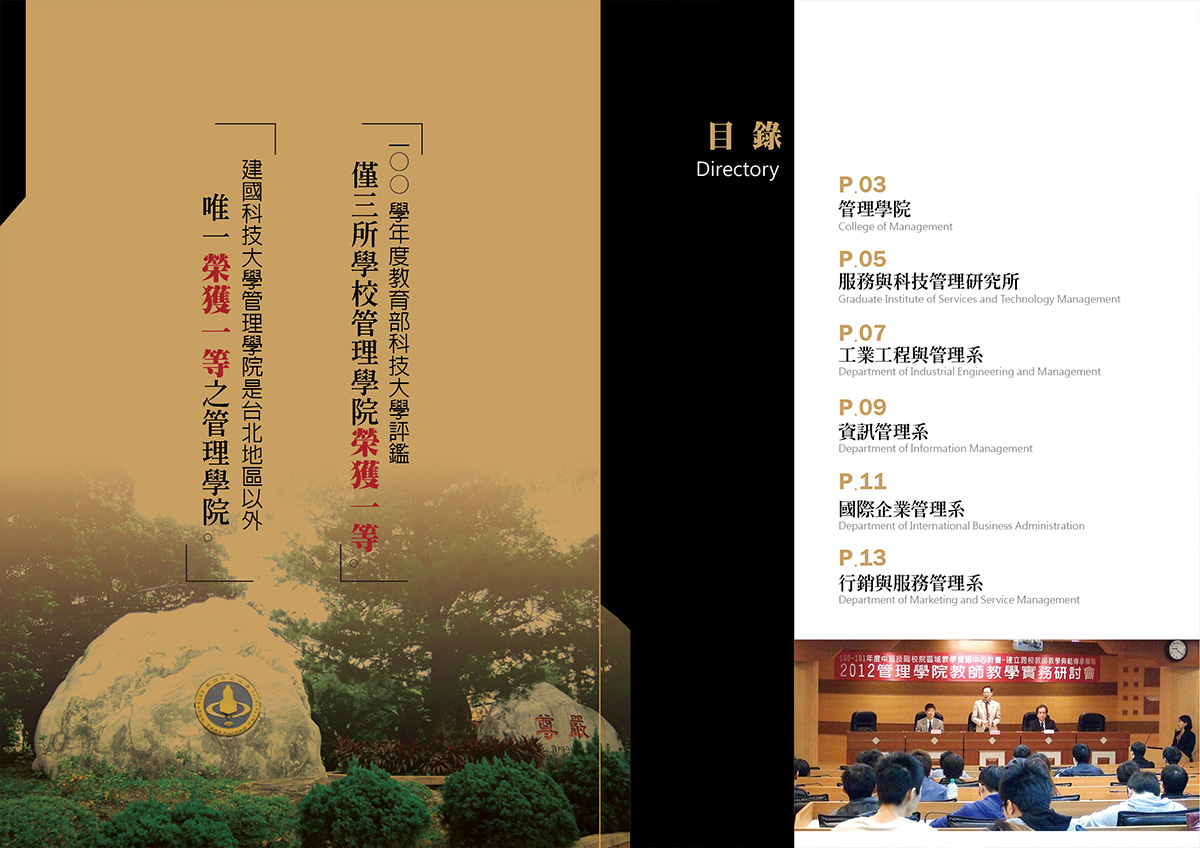 一〇〇學年度教育部科技大學評鑑
僅三所學校管理學院榮獲一等。
建國科技大學管理學院是台北地區以外
唯一榮獲一等之管理學院。
尊嚴
目錄
Directory
P.03
管理學院
College of Management
P.05
服務與科技管理研究所
Graduate Institute of Services and Technology Management
P.07
工業工程與管理系
Department of Industrial Engineering and Management
P.09
資訊管理系
Department of Information Management
P.11
國際企業管理系
Department of International Business Administration
P.13
行銷與服務管理系
Department of Marketing and Service Management
100-101年度中區技職校院區域教學資源中心計畫-建立跨校教師教學典範傳承機制
2012管理學院教師教學實務研討會